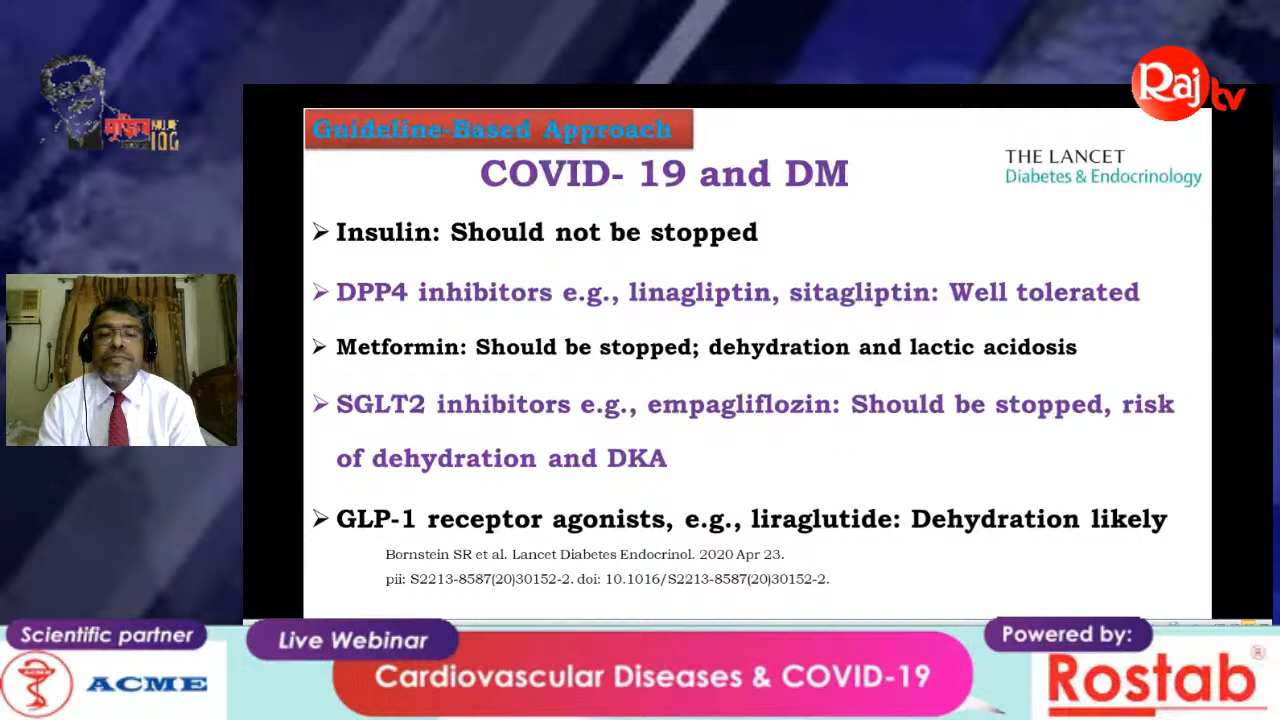 Raj tv
মুজিব
100
Guideline-Based Approach
COVID- 19 and DM
THE LANCET
Diabetes & Endocrinology
Insulin: Should not be stopped
DPP4 inhibitors e.g., linagliptin, sitagliptin: Well tolerated
Metformin: Should be stopped; dehydration and lactic acidosis
SGLT2 inhibitors e.g., empagliflozin: Should be stopped, risk
of dehydration and DKA
GLP-1 receptor agonists, e.g., liraglutide: Dehydration likely
Bornstein SR et al. Lancet Diabetes Endocrinol. 2020 Apr 23.
pii: S2213-8587(20)30152-2. doi: 10.1016/S2213-8587(20)30152-2.
Scientific partner
Live Webinar
Powered by:
ACME
Cardiovascular Diseases & COVID-19
Rostab®